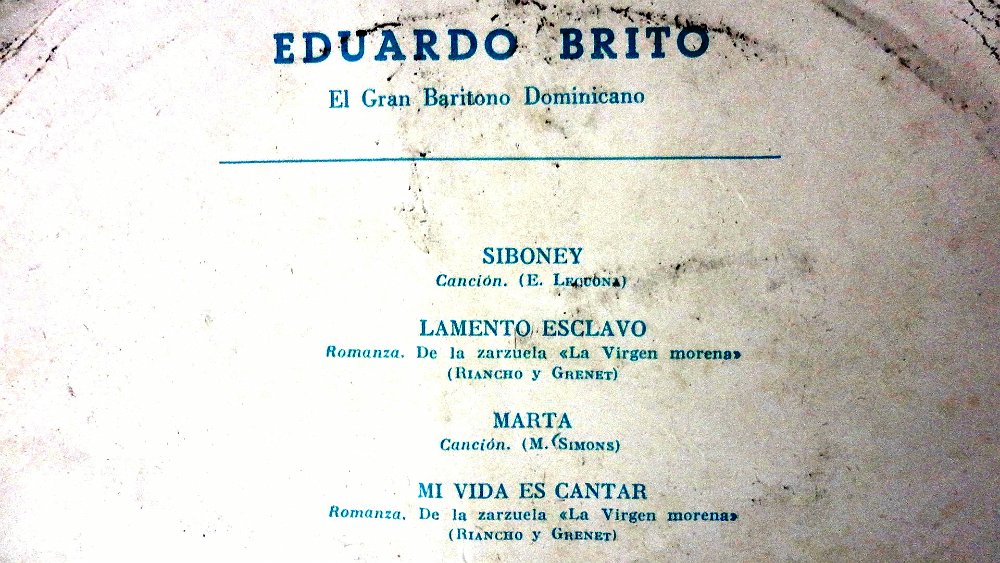 EDUARDO BRITO
El Gran Baritono Dominicano
SIBONEY
Canción. (E. LECUONA)
LAMENTO ESCLAVO
Romanza. De la zarzuela «La Virgen morena»
(RIANCHO y GRENET)
MARTA
Canción. (M. SIMONS)
MI VIDA ES CANTAR
Romanza. De la zarzuela «La Virgen morena»
(RIANCHO y GRENET)